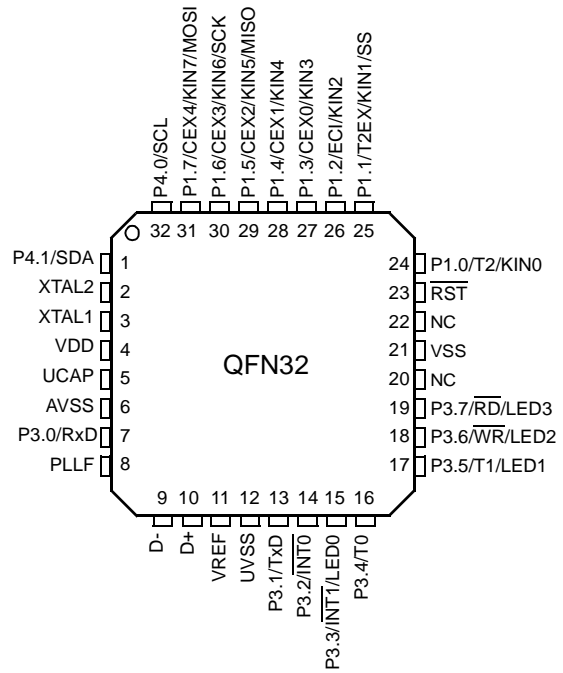 P4.0/SCL
P1.7/CEX4/KIN7/MOSI
P1.6/CEX3/KIN6/SCK
P1.5/CEX2/KIN5/MISO
P1.4/CEX1/KIN4
P1.3/CEX0/KIN3
P1.2/ECI/KIN2
P1.1/T2EX/KIN1/SS
32 31 30 29 28 27 26 25
P4.1/SDA 1
XTAL2 2
XTAL1 3
VDD 4
UCAP 5
AVSS 6
P3.0/RxD 7
PLLF 8
QFN32
24 P1.0/T2/KIN0
23 R̅S̅T̅
22 NC
21 VSS
20 NC
19 P3.7/R̅D̅/LED3
18 P3.6/W̅R̅/LED2
17 P3.5/T1/LED1
9 10 11 12 13 14 15 16
D-
D+
VREF
UVSS
P3.1/TxD
P3.2/I̅N̅T̅0̅
P3.3/I̅N̅T̅1̅/LED0
P3.4/T0